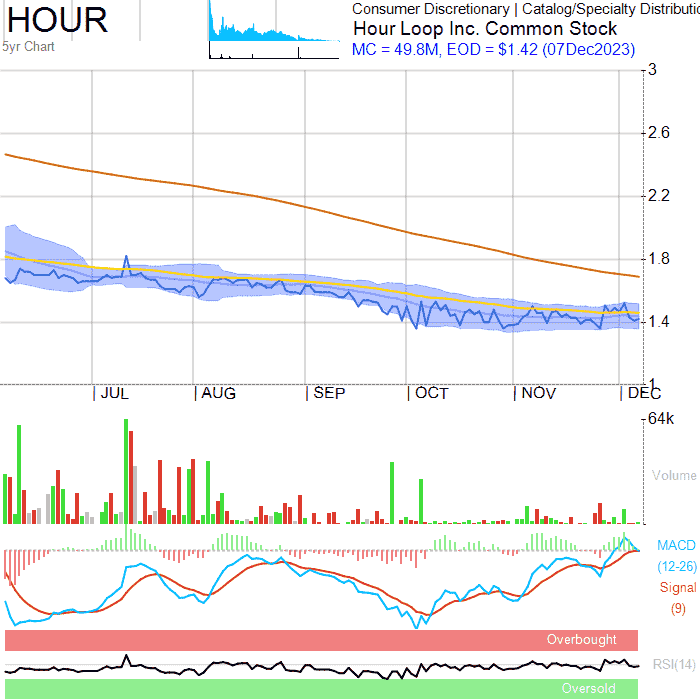 HOUR
5yr Chart
Consumer Discretionary | Catalog/Specialty Distributio
Hour Loop Inc. Common Stock
MC = 49.8M, EOD = $1.42 (07Dec2023)
3
2.6
2.2
1.8
1.4
1
JUL AUG SEP OCT NOV DEC
64k
Volume
MACD
(12-26)
Signal
(9)
Overbought
RSI(14)
Oversold